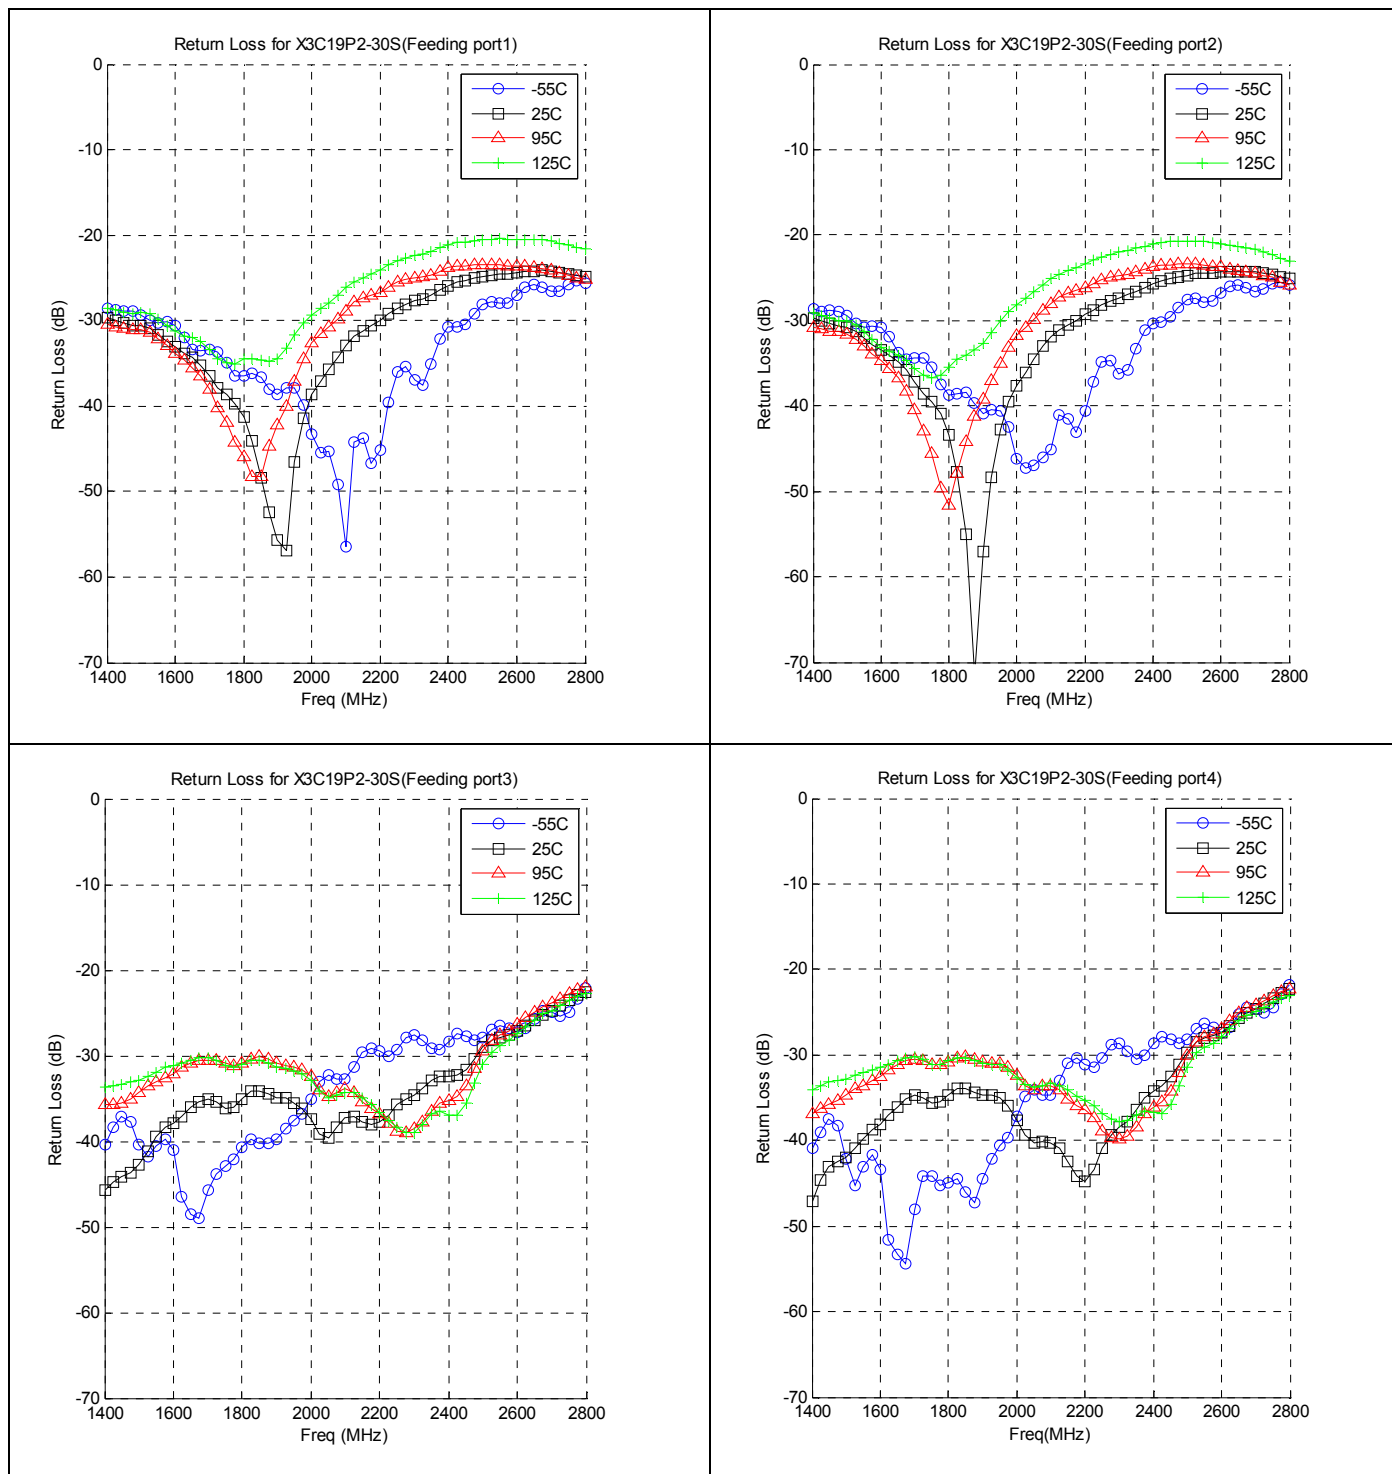 Return Loss for X3C19P2-30S(Feeding port1)
0
-10
-20
-30
-40
-50
-60
-70
Return Loss (dB)
-55C
25C
95C
125C
1400 1600 1800 2000 2200 2400 2600 2800
Freq (MHz)
Return Loss for X3C19P2-30S(Feeding port2)
0
-10
-20
-30
-40
-50
-60
-70
Return Loss (dB)
-55C
25C
95C
125C
1400 1600 1800 2000 2200 2400 2600 2800
Freq (MHz)
Return Loss for X3C19P2-30S(Feeding port3)
0
-10
-20
-30
-40
-50
-60
-70
Return Loss (dB)
-55C
25C
95C
125C
1400 1600 1800 2000 2200 2400 2600 2800
Freq (MHz)
Return Loss for X3C19P2-30S(Feeding port4)
0
-10
-20
-30
-40
-50
-60
-70
Return Loss (dB)
-55C
25C
95C
125C
1400 1600 1800 2000 2200 2400 2600 2800
Freq(MHz)